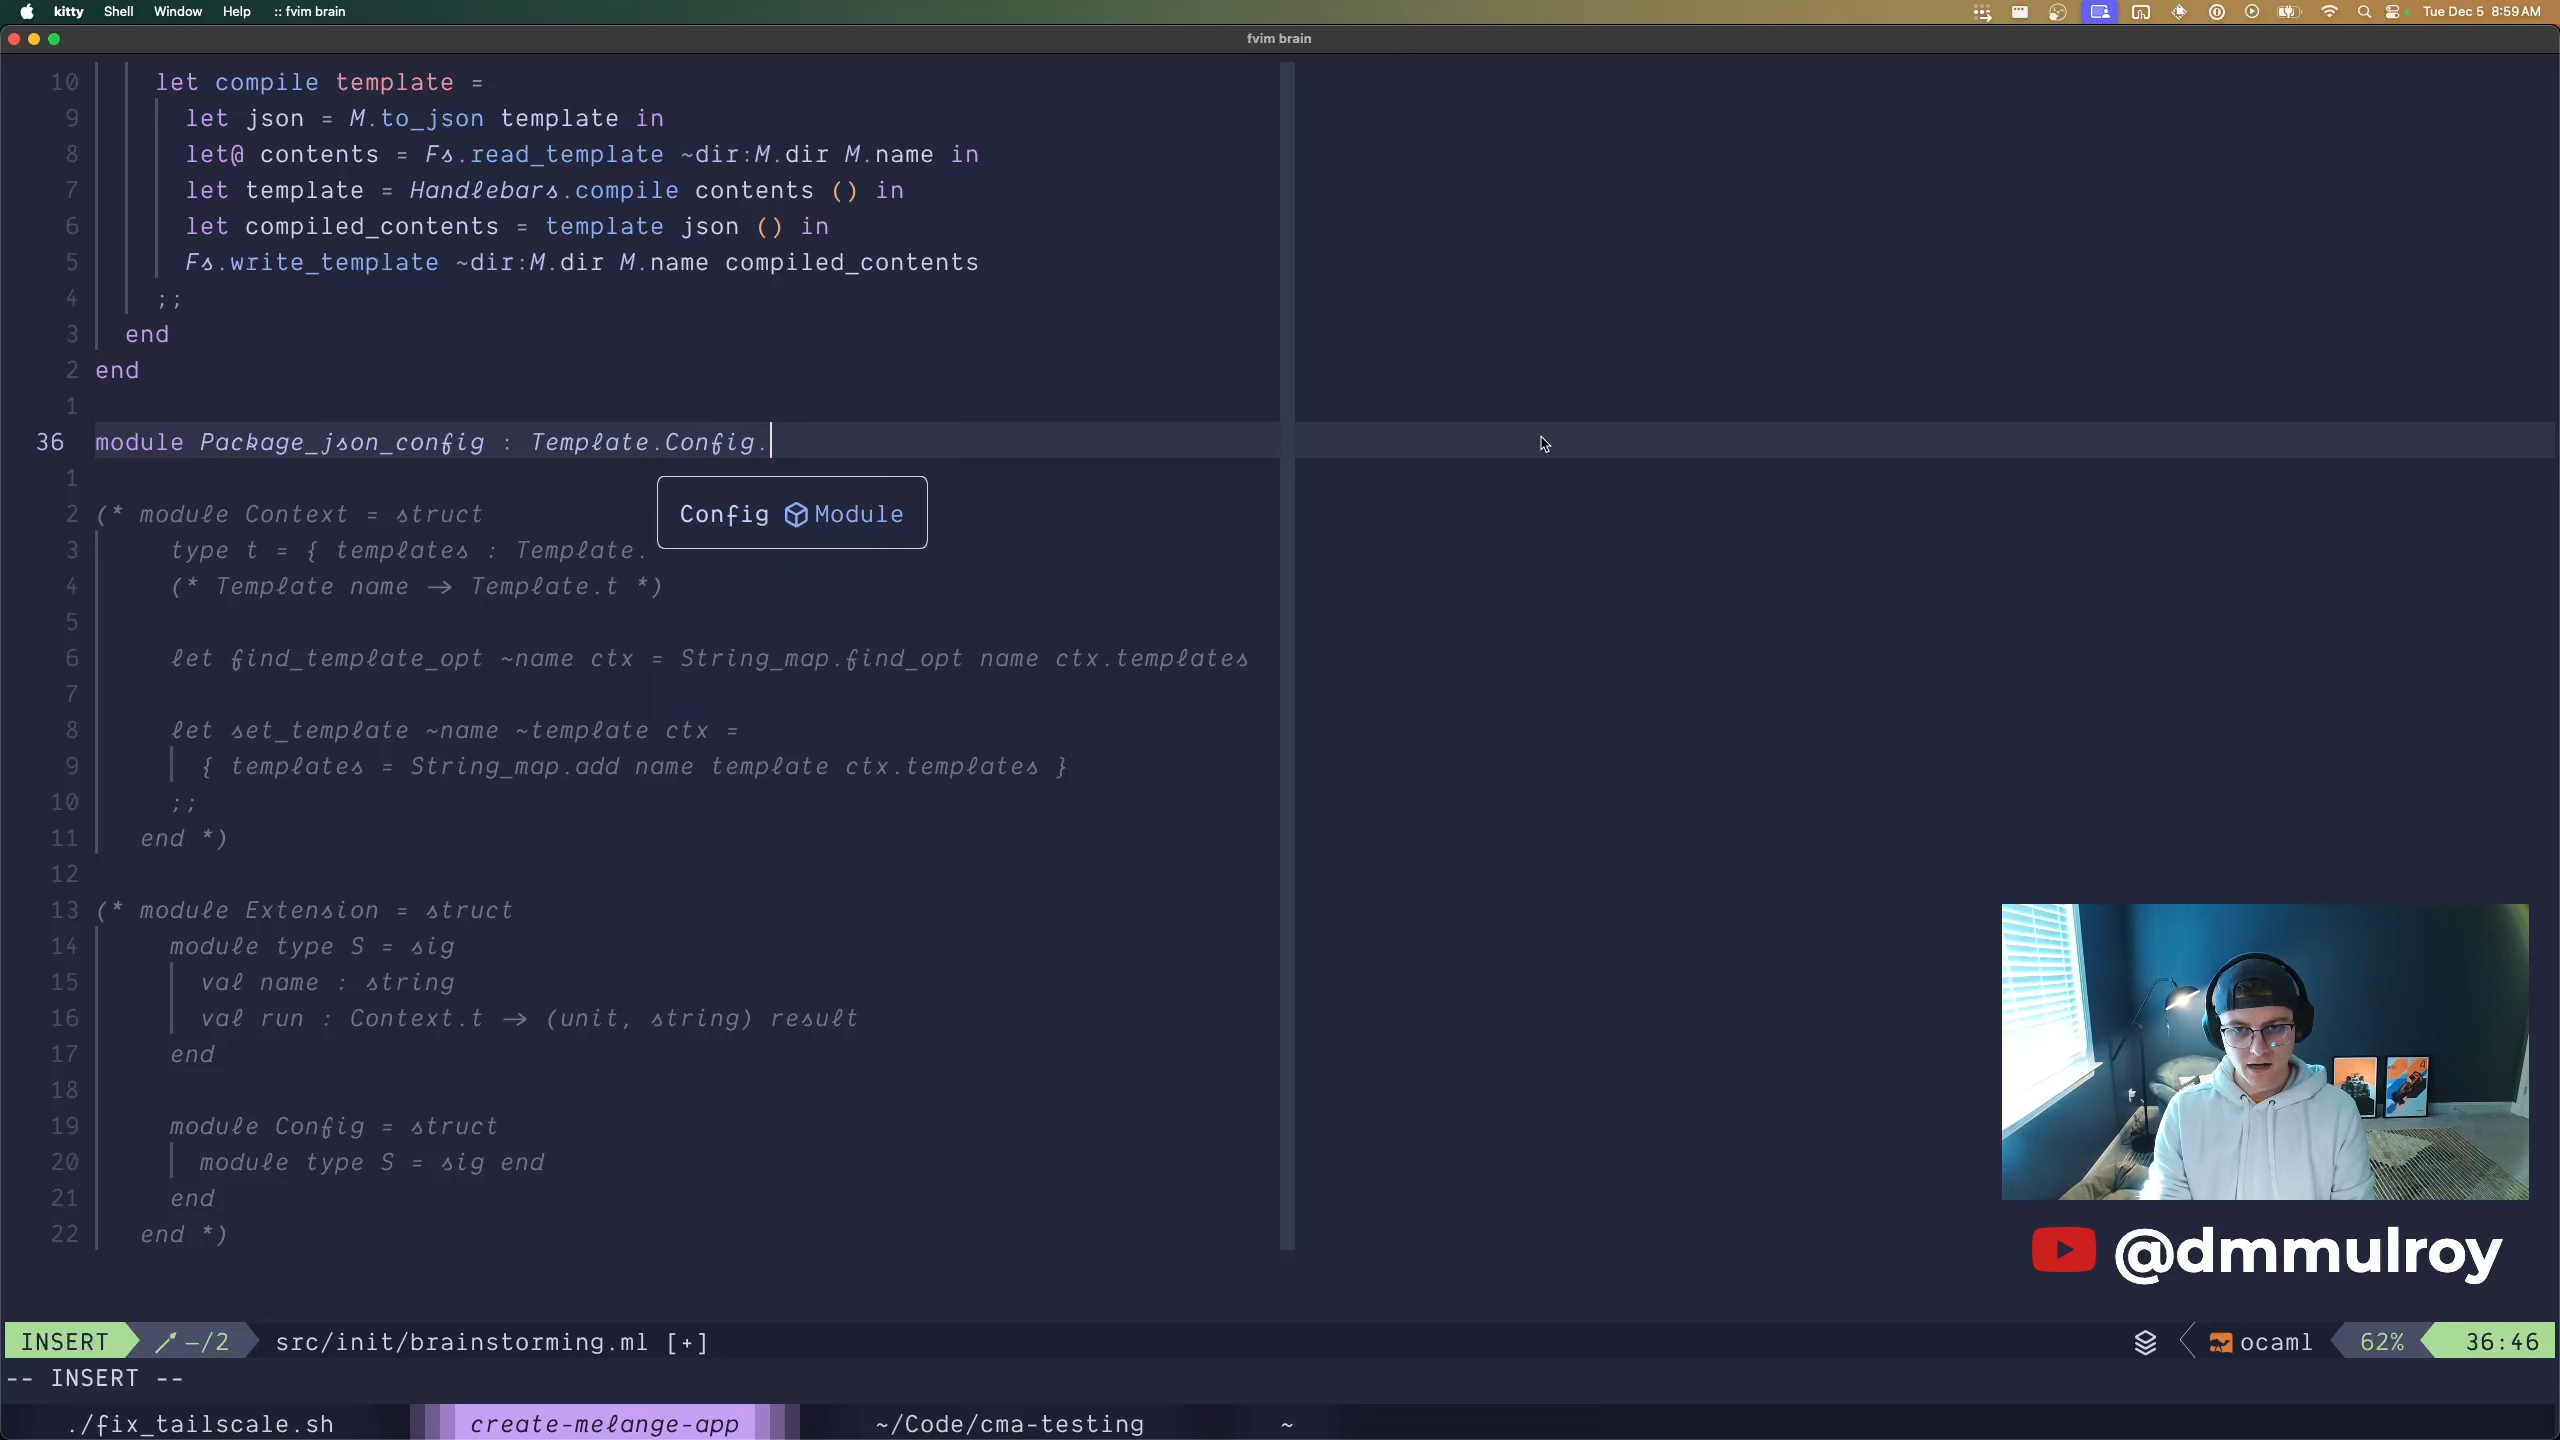 kitty Shell Window Help :: fvim brain Tue Dec 5 8:59 AM
fvim brain
10 let compile template =
9 let json = M.to_json template in
8 let@ contents = Fs.read_template ~dir:M.dir M.name in
7 let template = Handlebars.compile contents () in
6 let compiled_contents = template json () in
5 Fs.write_template ~dir:M.dir M.name compiled_contents
4 ;;
3 end
2 end
1
36 module Package_json_config : Template.Config.
1
Config Module
2 (* module Context = struct
3 type t = { templates : Template.
4 (* Template name → Template.t *)
5
6 let find_template_opt ~name ctx = String_map.find_opt name ctx.templates
7
8 let set_template ~name ~template ctx =
9 { templates = String_map.add name template ctx.templates }
10 ;;
11 end *)
12
13 (* module Extension = struct
14 module type S = sig
15 val name : string
16 val run : Context.t → (unit, string) result
17 end
18
19 module Config = struct
20 module type S = sig end
21 end
22 end *)
@dmmulroy
INSERT –/2 src/init/brainstorming.ml [+] ocaml 62% 36:46
-- INSERT --
./fix_tailscale.sh create-melange-app ~/Code/cma-testing ~